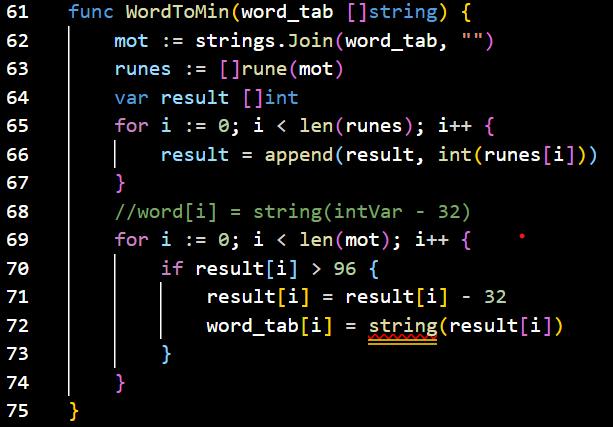 61 func WordToMin(word_tab []string) {
62     mot := strings.Join(word_tab, "")
63     runes := []rune(mot)
64     var result []int
65     for i := 0; i < len(runes); i++ {
66         result = append(result, int(runes[i]))
67     }
68     //word[i] = string(intVar - 32)
69     for i := 0; i < len(mot); i++ {
70         if result[i] > 96 {
71             result[i] = result[i] - 32
72             word_tab[i] = string(result[i])
73         }
74     }
75 }